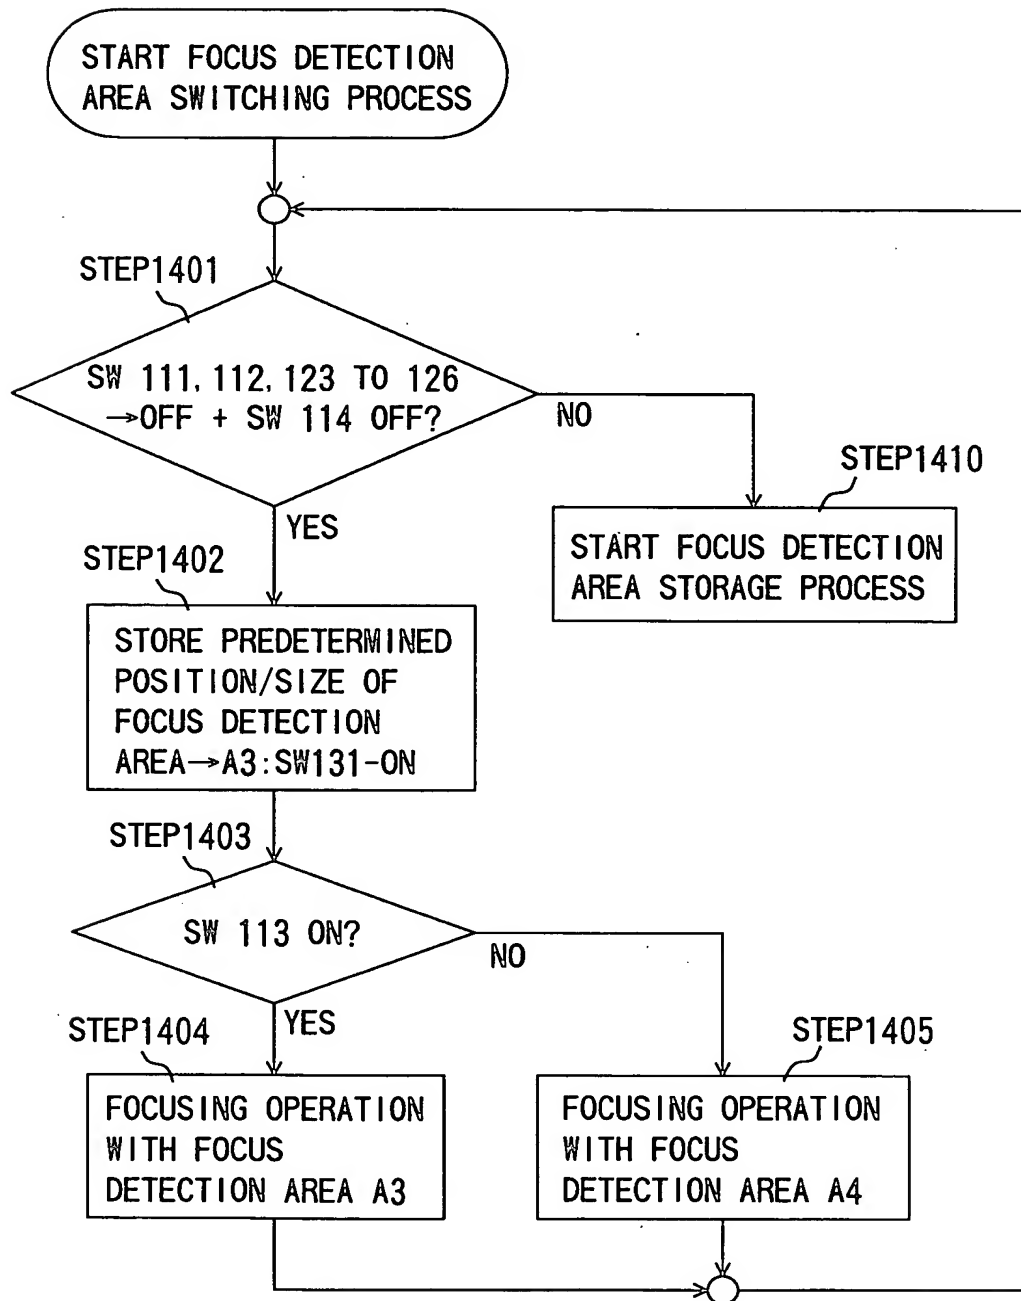 START FOCUS DETECTION
AREA SWITCHING PROCESS
STEP1401
SW 111, 112, 123 TO 126
→OFF + SW 114 OFF?
NO
YES
STEP1410
START FOCUS DETECTION
AREA STORAGE PROCESS
STEP1402
STORE PREDETERMINED
POSITION/SIZE OF
FOCUS DETECTION
AREA→A3:SW131-ON
STEP1403
SW 113 ON?
NO
YES
STEP1404
FOCUSING OPERATION
WITH FOCUS
DETECTION AREA A3
STEP1405
FOCUSING OPERATION
WITH FOCUS
DETECTION AREA A4